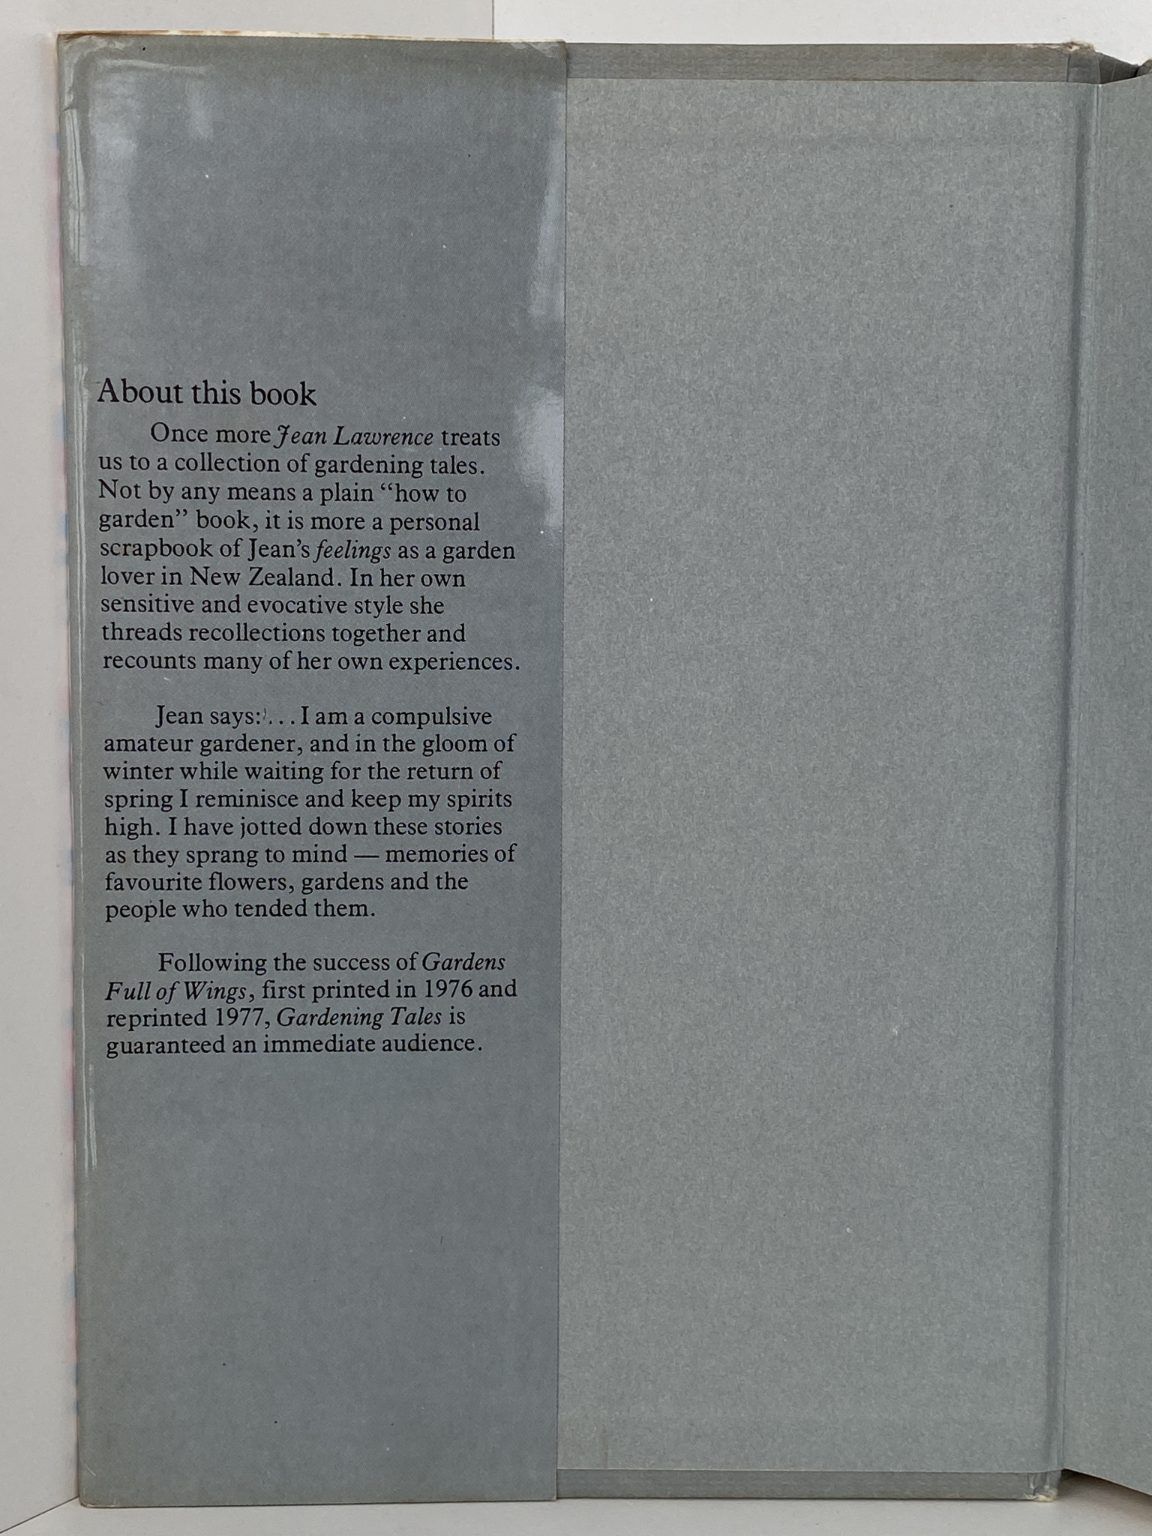 About this book
Once more Jean Lawrence treats
us to a collection of gardening tales.
Not by any means a plain “how to
garden” book, it is more a personal
scrapbook of Jean’s feelings as a garden
lover in New Zealand. In her own
sensitive and evocative style she
threads recollections together and
recounts many of her own experiences.
Jean says: ‘. . . I am a compulsive
amateur gardener, and in the gloom of
winter while waiting for the return of
spring I reminisce and keep my spirits
high. I have jotted down these stories
as they sprang to mind — memories of
favourite flowers, gardens and the
people who tended them.
Following the success of Gardens
Full of Wings, first printed in 1976 and
reprinted 1977, Gardening Tales is
guaranteed an immediate audience.